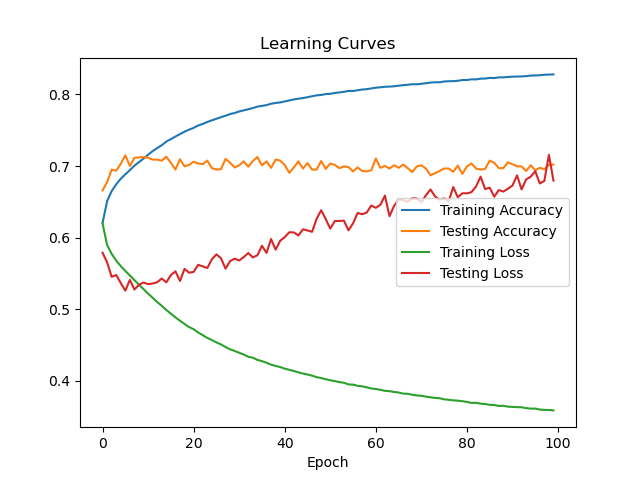 Learning Curves
0.8
0.7
0.6
0.5
0.4
Training Accuracy
Testing Accuracy
Training Loss
Testing Loss
0 20 40 60 80 100
Epoch